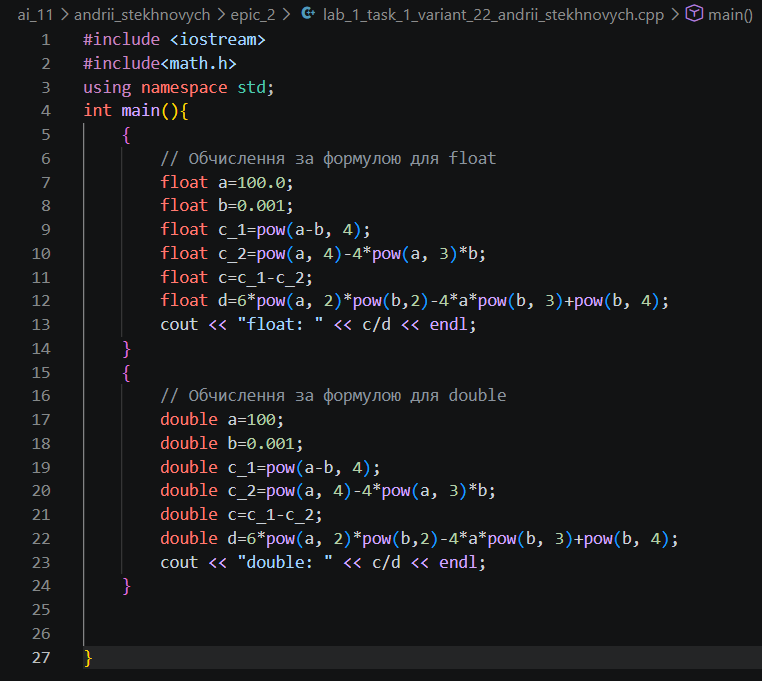 ai_11 > andrii_stekhnovych > epic_2 > lab_1_task_1_variant_22_andrii_stekhnovych.cpp > main()
1 #include <iostream>
2 #include<math.h>
3 using namespace std;
4 int main(){
5 {
6 // Обчислення за формулою для float
7 float a=100.0;
8 float b=0.001;
9 float c_1=pow(a-b, 4);
10 float c_2=pow(a, 4)-4*pow(a, 3)*b;
11 float c=c_1-c_2;
12 float d=6*pow(a, 2)*pow(b,2)-4*a*pow(b, 3)+pow(b, 4);
13 cout << "float: " << c/d << endl;
14 }
15 {
16 // Обчислення за формулою для double
17 double a=100;
18 double b=0.001;
19 double c_1=pow(a-b, 4);
20 double c_2=pow(a, 4)-4*pow(a, 3)*b;
21 double c=c_1-c_2;
22 double d=6*pow(a, 2)*pow(b,2)-4*a*pow(b, 3)+pow(b, 4);
23 cout << "double: " << c/d << endl;
24 }
25
26
27 }